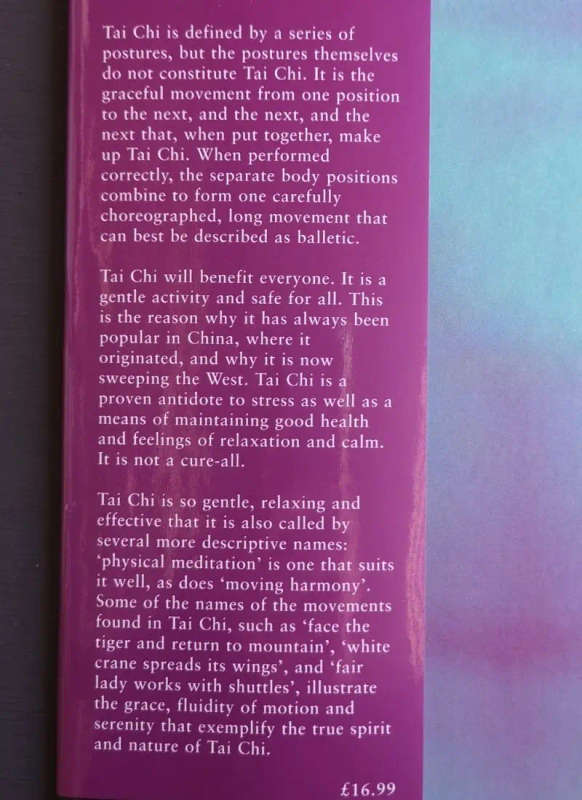 Tai Chi is defined by a series of
postures, but the postures themselves
do not constitute Tai Chi. It is the
graceful movement from one position
to the next, and the next, and the
next that, when put together, make
up Tai Chi. When performed
correctly, the separate body positions
combine to form one carefully
choreographed, long movement that
can best be described as balletic.
Tai Chi will benefit everyone. It is a
gentle activity and safe for all. This
is the reason why it has always been
popular in China, where it
originated, and why it is now
sweeping the West. Tai Chi is a
proven antidote to stress as well as a
means of maintaining good health
and feelings of relaxation and calm.
It is not a cure-all.
Tai Chi is so gentle, relaxing and
effective that it is also called by
several more descriptive names:
‘physical meditation’ is one that suits
it well, as does ‘moving harmony’.
Some of the names of the movements
found in Tai Chi, such as ‘face the
tiger and return to mountain’, ‘white
crane spreads its wings’, and ‘fair
lady works with shuttles’, illustrate
the grace, fluidity of motion and
serenity that exemplify the true spirit
and nature of Tai Chi.
£16.99